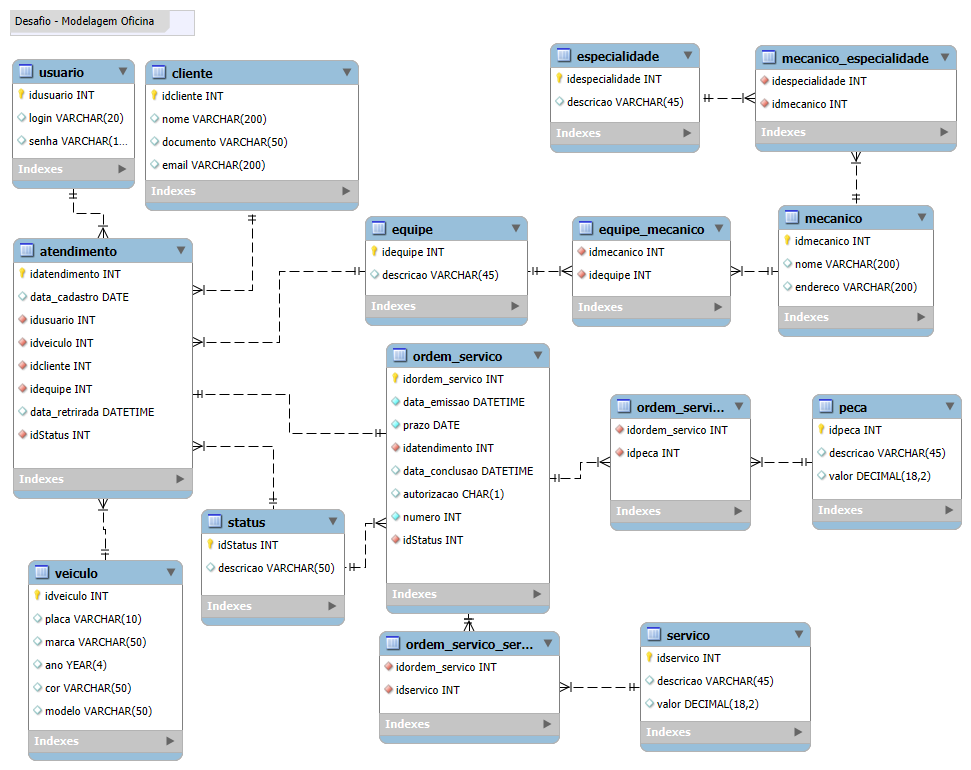 Desafio - Modelagem Oficina
usuario
idusuario INT
login VARCHAR(20)
senha VARCHAR(1...
Indexes
cliente
idcliente INT
nome VARCHAR(200)
documento VARCHAR(50)
email VARCHAR(200)
Indexes
especialidade
idespecialidade INT
descricao VARCHAR(45)
Indexes
mecanico_especialidade
idespecialidade INT
idmecanico INT
Indexes
atendimento
idatendimento INT
data_cadastro DATE
idusuario INT
idveiculo INT
idcliente INT
idequipe INT
data_retrirada DATETIME
idStatus INT
Indexes
equipe
idequipe INT
descricao VARCHAR(45)
Indexes
equipe_mecanico
idmecanico INT
idequipe INT
Indexes
mecanico
idmecanico INT
nome VARCHAR(200)
endereco VARCHAR(200)
Indexes
ordem_servico
idordem_servico INT
data_emissao DATETIME
prazo DATE
idatendimento INT
data_conclusao DATETIME
autorizacao CHAR(1)
numero INT
idStatus INT
Indexes
ordem_servi...
idordem_servico INT
idpeca INT
Indexes
peca
idpeca INT
descricao VARCHAR(45)
valor DECIMAL(18,2)
Indexes
status
idStatus INT
descricao VARCHAR(50)
Indexes
veiculo
idveiculo INT
placa VARCHAR(10)
marca VARCHAR(50)
ano YEAR(4)
cor VARCHAR(50)
modelo VARCHAR(50)
Indexes
ordem_servico_ser...
idordem_servico INT
idservico INT
Indexes
servico
idservico INT
descricao VARCHAR(45)
valor DECIMAL(18,2)
Indexes